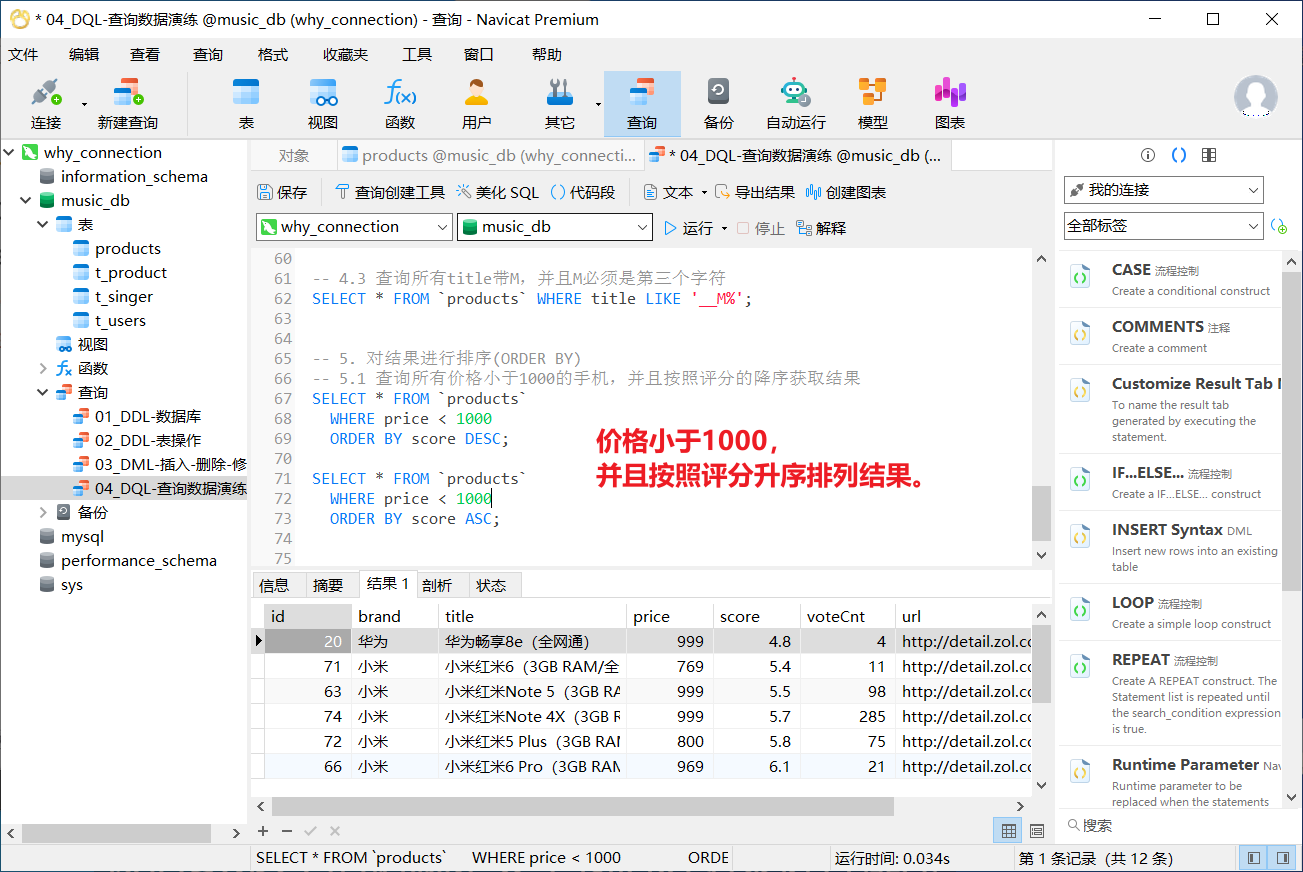 * 04_DQL-查询数据演练 @music_db (why_connection) - 查询 - Navicat Premium
文件 编辑 查看 查询 格式 收藏夹 工具 窗口 帮助
连接 新建查询 表 视图 函数 用户 其它 查询 备份 自动运行 模型 图表
why_connection
information_schema
music_db
表
products
t_product
t_singer
t_users
视图
函数
查询
01_DDL-数据库
02_DDL-表操作
03_DML-插入-删除-修
04_DQL-查询数据演练
备份
mysql
performance_schema
sys
对象 products @music_db (why_connecti... * 04_DQL-查询数据演练 @music_db (...
保存 查询创建工具 美化 SQL () 代码段 文本 导出结果 创建图表
why_connection music_db 运行 停止 解释
60
61 -- 4.3 查询所有title带M，并且M必须是第三个字符
62 SELECT * FROM `products` WHERE title LIKE '__M%';
63
64
65 -- 5. 对结果进行排序(ORDER BY)
66 -- 5.1 查询所有价格小于1000的手机，并且按照评分的降序获取结果
67 SELECT * FROM `products`
68 WHERE price < 1000
69 ORDER BY score DESC;
70
71 SELECT * FROM `products`
72 WHERE price < 1000
73 ORDER BY score ASC;
74
75
价格小于1000，
并且按照评分升序排列结果。
信息 摘要 结果 1 剖析 状态
id brand title price score voteCnt url
20 华为 华为畅享8e（全网通） 999 4.8 4 http://detail.zol.cc
71 小米 小米红米6（3GB RAM/全 769 5.4 11 http://detail.zol.cc
63 小米 小米红米Note 5（3GB RA 999 5.5 98 http://detail.zol.cc
74 小米 小米红米Note 4X（3GB R 999 5.7 285 http://detail.zol.cc
72 小米 小米红米5 Plus（3GB RAM 800 5.8 75 http://detail.zol.cc
66 小米 小米红米6 Pro（3GB RAM 969 6.1 21 http://detail.zol.cc
我的连接
全部标签
CASE 流程控制
Create a conditional construct
COMMENTS 注释
Create a comment
Customize Result Tab N
To name the result tab
generated by executing the
statement.
IF...ELSE... 流程控制
Create a IF...ELSE... construct
INSERT Syntax DML
Insert new rows into an existing
table
LOOP 流程控制
Create a simple loop construct
REPEAT 流程控制
Create A REPEAT construct. The
Statement list is repeated until
the search_condition expression
is true.
Runtime Parameter Nav
Runtime parameter to be
replaced when the statements
搜索
SELECT * FROM `products` WHERE price < 1000 ORDE 运行时间: 0.034s 第 1 条记录（共 12 条）